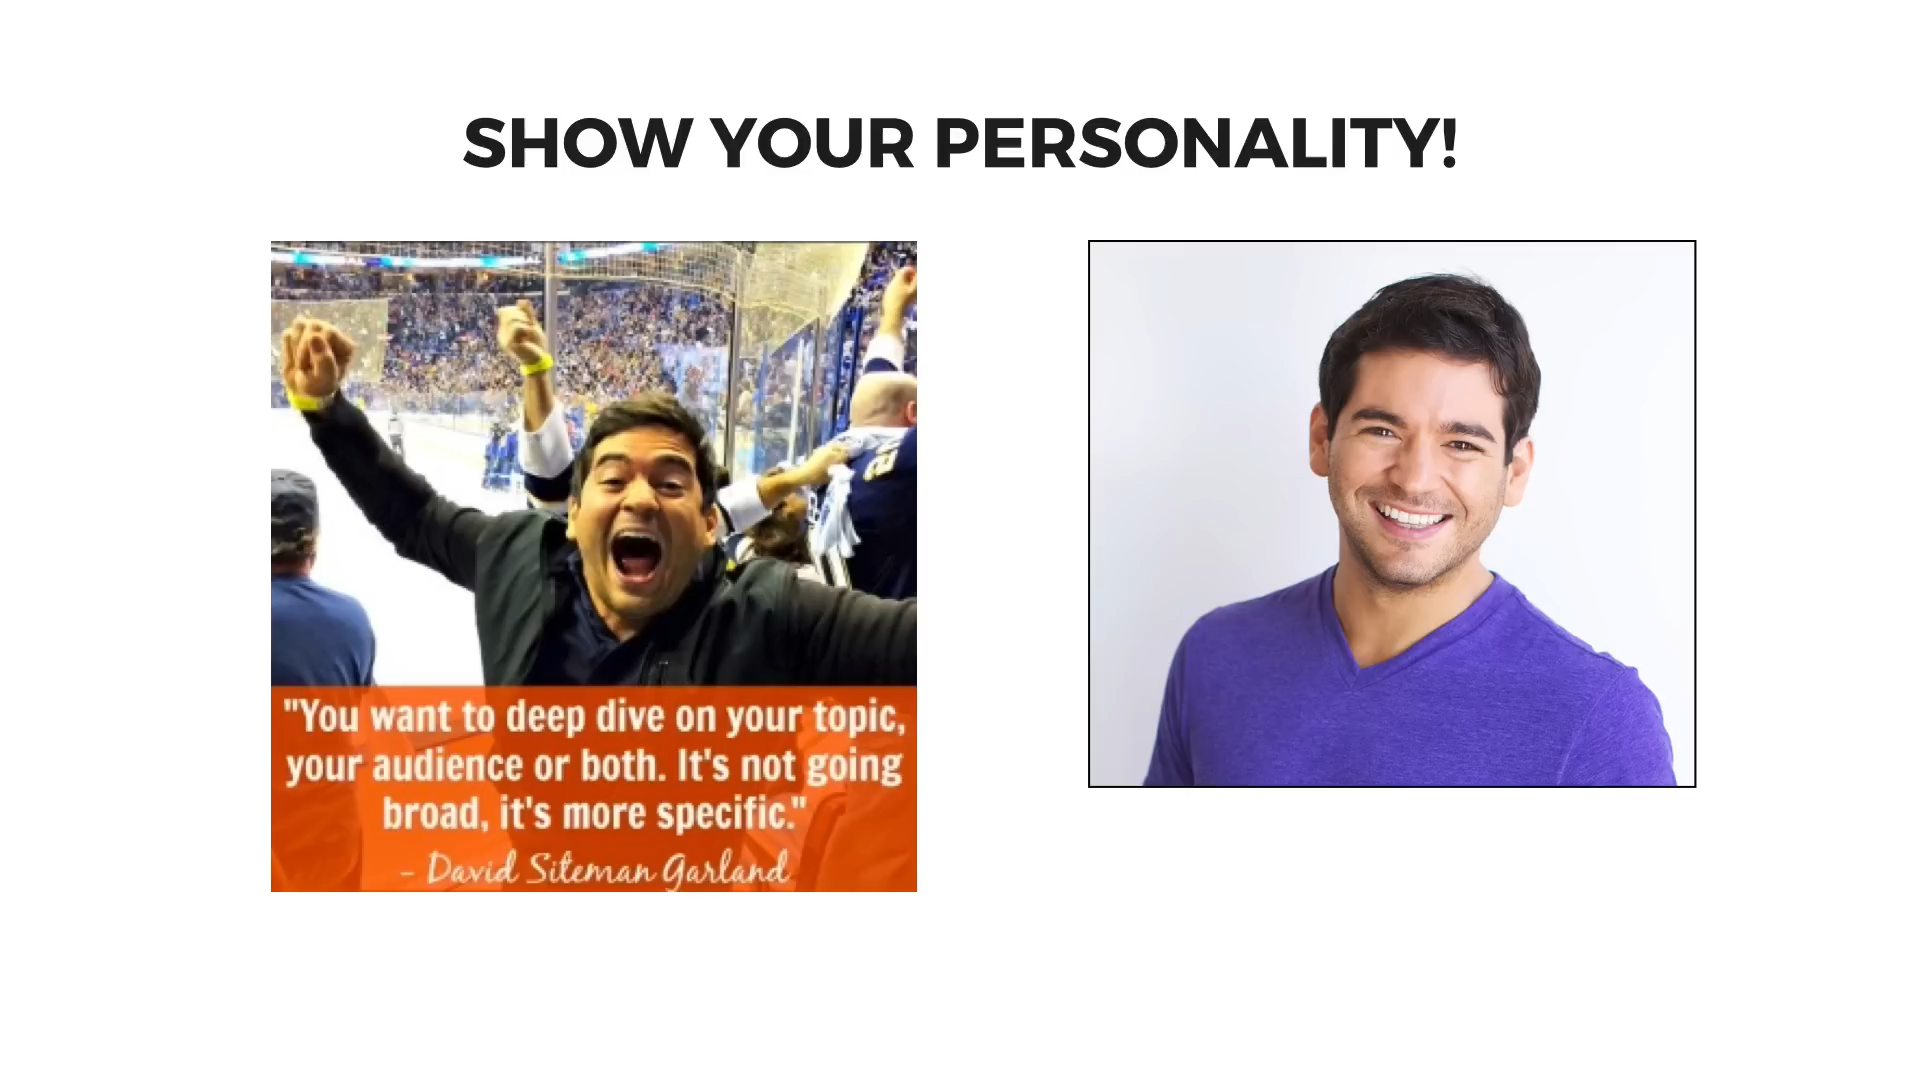 SHOW YOUR PERSONALITY!
"You want to deep dive on your topic,
your audience or both. It's not going
broad, it's more specific."
- David Siteman Garland